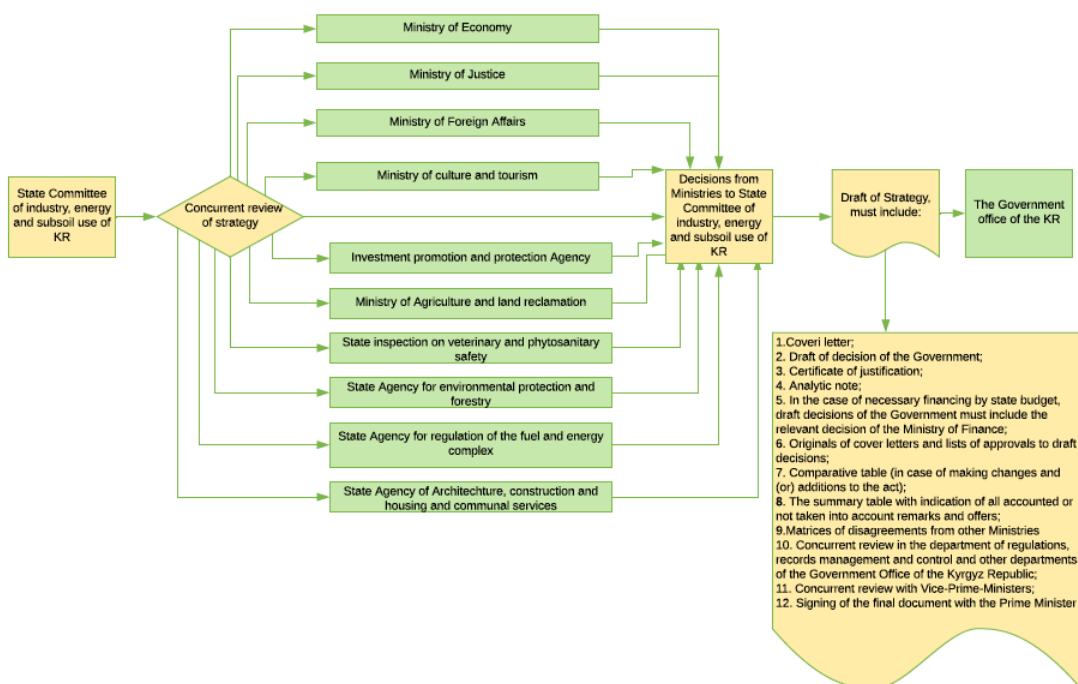 Ministry of Economy
Ministry of Justice
Ministry of Foreign Affairs
Ministry of culture and tourism
State Committee
of industry, energy
and subsoil use of
KR
Concurrent review
of strategy
Investment promotion and protection Agency
Ministry of Agriculture and land reclamation
State inspection on veterinary and phytosanitary
safety
State Agency for environmental protection and
forestry
State Agency for regulation of the fuel and energy
complex
State Agency of Architechture, construction and
housing and communal services
Decisions from
Ministries to State
Committee of
industry, energy
and subsoil use of
KR
Draft of Strategy,
must include:
The Government
office of the KR
1.Coveri letter;
2. Draft of decision of the Government;
3. Certificate of justification;
4. Analytic note;
5. In the case of necessary financing by state budget,
draft decisions of the Government must include the
relevant decision of the Ministry of Finance;
6. Originals of cover letters and lists of approvals to draft
decisions;
7. Comparative table (in case of making changes and
(or) additions to the act);
8. The summary table with indication of all accounted or
not taken into account remarks and offers;
9.Matrices of disagreements from other Ministries
10. Concurrent review in the department of regulations,
records management and control and other departments
of the Government Office of the Kyrgyz Republic;
11. Concurrent review with Vice-Prime-Ministers;
12. Signing of the final document with the Prime Minister